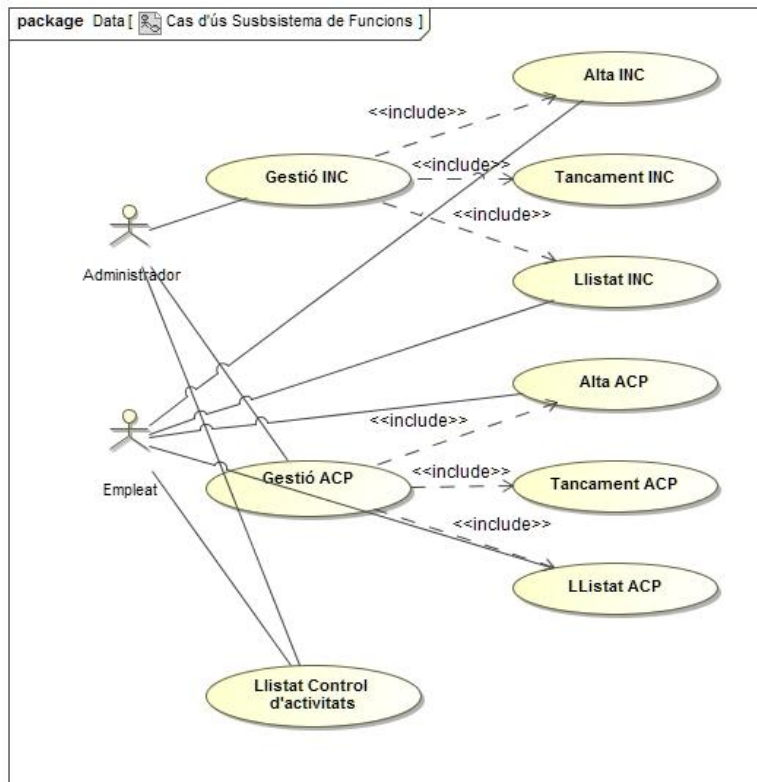 package Data [ Cas d'ús Susbsistema de Funcions ]
Alta INC
<<include>>
Gestió INC
<<include>>
Tancament INC
<<include>>
Administrador
Llistat INC
Alta ACP
<<include>>
Empleat
Gestió ACP
<<include>>
Tancament ACP
<<include>>
LListat ACP
Llistat Control
d'activitats